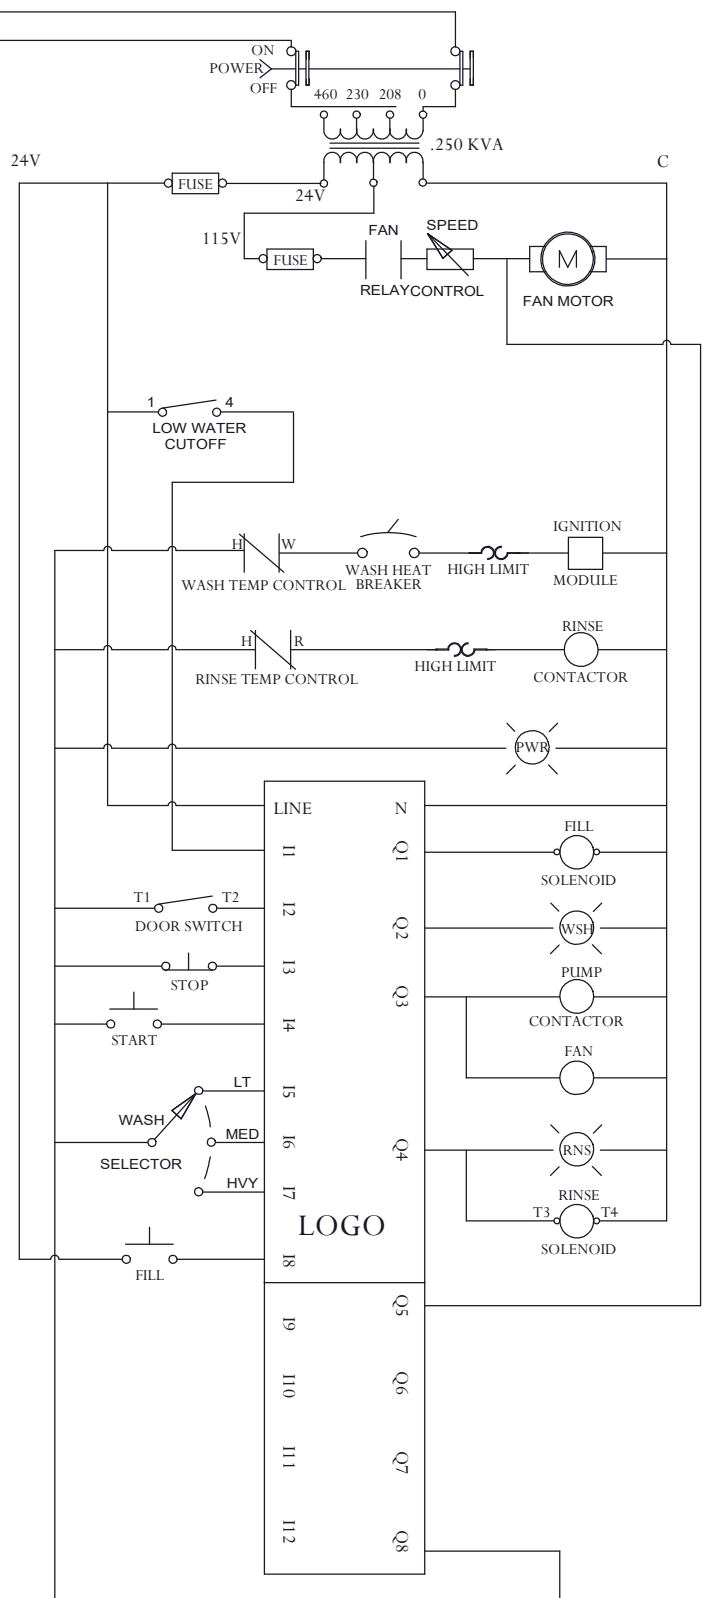 ON
POWER
OFF
460 230 208 0
.250 KVA
24V
C
FUSE
24V
115V
FUSE
FAN
RELAY
SPEED
CONTROL
M
FAN MOTOR
1 4
LOW WATER
CUTOFF
H W
WASH TEMP CONTROL
WASH HEAT
BREAKER
HIGH LIMIT
IGNITION
MODULE
H R
RINSE TEMP CONTROL
HIGH LIMIT
RINSE
CONTACTOR
PWR
LINE N
I1 Q1
FILL
SOLENOID
T1 T2
DOOR SWITCH
I2 Q2
WSH
STOP
I3 Q3
PUMP
CONTACTOR
START
I4
FAN
LT
I5
WASH
SELECTOR
MED
I6 Q4
RNS
HVY
I7
RINSE
T3 T4
SOLENOID
LOGO
FILL
I8
Q5
I9
I10 Q6
I11 Q7
I12 Q8